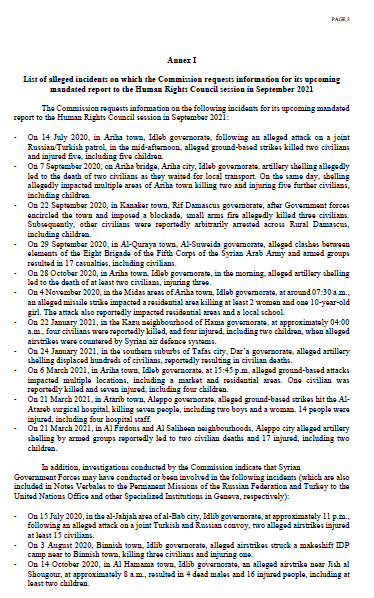 PAGE 3
Annex I
List of alleged incidents on which the Commission requests information for its upcoming
mandated report to the Human Rights Council session in September 2021
The Commission requests information on the following incidents for its upcoming mandated
report to the Human Rights Council session in September 2021:
- On 14 July 2020, in Ariha town, Idleb governorate, following an alleged attack on a joint
Russian/Turkish patrol, in the mid-afternoon, alleged ground-based strikes killed two civilians
and injured five, including five children.
- On 7 September 2020, on Ariha bridge, Ariha city, Idleb governorate, artillery shelling allegedly
led to the death of two civilians as they waited for local transport. On the same day, shelling
allegedly impacted multiple areas of Ariha town killing two and injuring five further civilians,
including children.
- On 22 September 2020, in Kanaker town, Rif Damascus governorate, after Government forces
encircled the town and imposed a blockade, small arms fire allegedly killed three civilians.
Subsequently, other civilians were reportedly arbitrarily arrested across Rural Damascus,
including children.
- On 29 September 2020, in Al-Quraya town, Al-Suweida governorate, alleged clashes between
elements of the Eight Brigade of the Fifth Corps of the Syrian Arab Army and armed groups
resulted in 17 casualties, including civilians.
- On 28 October 2020, in Ariha town, Idleb governorate, in the morning, alleged artillery shelling
led to the death of at least two civilians, injuring three.
- On 4 November 2020, in the Midas areas of Ariha town, Idleb governorate, at around 07:30 a.m.,
an alleged missile strike impacted a residential area killing at least 2 women and one 10-year-old
girl. The attack also reportedly impacted residential areas and a local school.
- On 22 January 2021, in the Kazu neighbourhood of Hama governorate, at approximately 04:00
a.m., four civilians were reportedly killed, and four injured, including two children, when alleged
airstrikes were countered by Syrian air defence systems.
- On 24 January 2021, in the southern suburbs of Tafas city, Dar'a governorate, alleged artillery
shelling displaced hundreds of civilians, reportedly resulting in civilian deaths.
- On 6 March 2021, in Ariha town, Idleb governorate, at 15:45 p.m. alleged ground-based attacks
impacted multiple locations, including a market and residential areas. One civilian was
reportedly killed and seven injured, including four children.
- On 21 March 2021, in Atarib town, Aleppo governorate, alleged ground-based strikes hit the Al-
Atareb surgical hospital, killing seven people, including two boys and a woman. 14 people were
injured, including four hospital staff.
- On 21 March 2021, in Al Firdous and Al Saliheen neighbourhoods, Aleppo city alleged artillery
shelling by armed groups reportedly led to two civilian deaths and 17 injured, including two
children.
In addition, investigations conducted by the Commission indicate that Syrian
Government Forces may have conducted or been involved in the following incidents (which are also
included in Notes Verbales to the Permanent Missions of the Russian Federation and Turkey to the
United Nations Office and other Specialized Institutions in Geneva, respectively):
- On 15 July 2020, in the al-Jahjah area of al-Bab city, Idlib governorate, at approximately 11 p.m.,
following an alleged attack on a joint Turkish and Russian convoy, two alleged airstrikes injured
at least 15 civilians.
- On 3 August 2020, Binnish town, Idlib governorate, alleged airstrikes struck a makeshift IDP
camp near to Binnish town, killing three civilians and injuring one.
- On 14 October 2020, in Al Hamama town, Idlib governorate, an alleged airstrike near Jish al
Shougour, at approximately 8 a.m., resulted in 4 dead males and 16 injured people, including at
least two children.